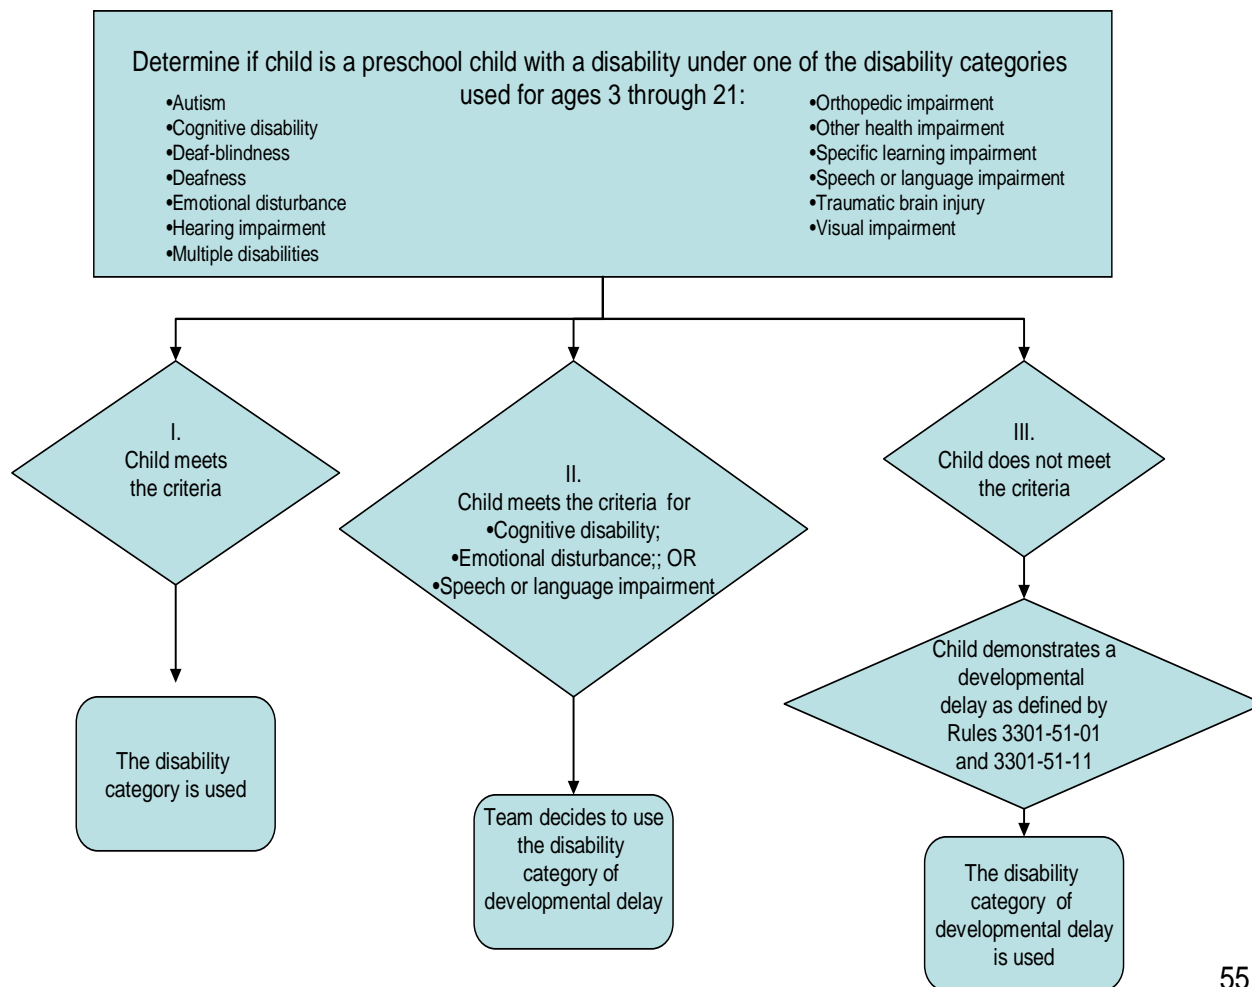 Determine if child is a preschool child with a disability under one of the disability categories
used for ages 3 through 21:
•Autism
•Cognitive disability
•Deaf-blindness
•Deafness
•Emotional disturbance
•Hearing impairment
•Multiple disabilities
•Orthopedic impairment
•Other health impairment
•Specific learning impairment
•Speech or language impairment
•Traumatic brain injury
•Visual impairment
I.
Child meets
the criteria
II.
Child meets the criteria for
•Cognitive disability;
•Emotional disturbance;; OR
•Speech or language impairment
III.
Child does not meet
the criteria
Child demonstrates a
developmental
delay as defined by
Rules 3301-51-01
and 3301-51-11
The disability
category is used
Team decides to use
the disability
category of
developmental delay
The disability
category of
developmental delay
is used
55